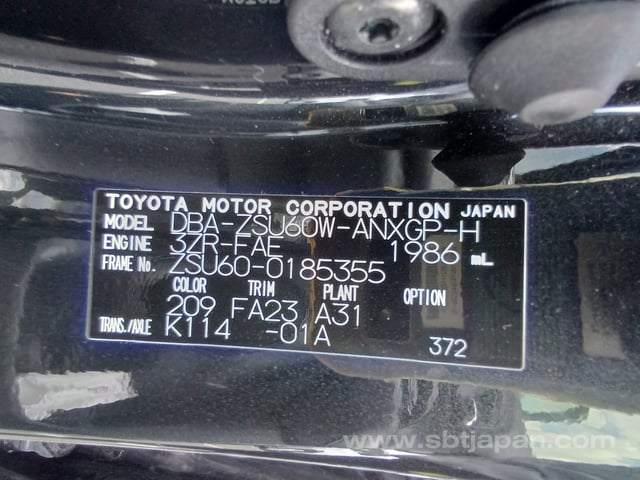 TOYOTA MOTOR CORPORATION JAPAN
MODEL DBA-ZSU60W-ANXGP-H
ENGINE 3ZR-FAE 1986 mL
FRAME No. ZSU60-0185355
COLOR TRIM PLANT OPTION
209 FA23 A31
TRANS./AXLE K114 -01A
372
www.sbtjapan.com